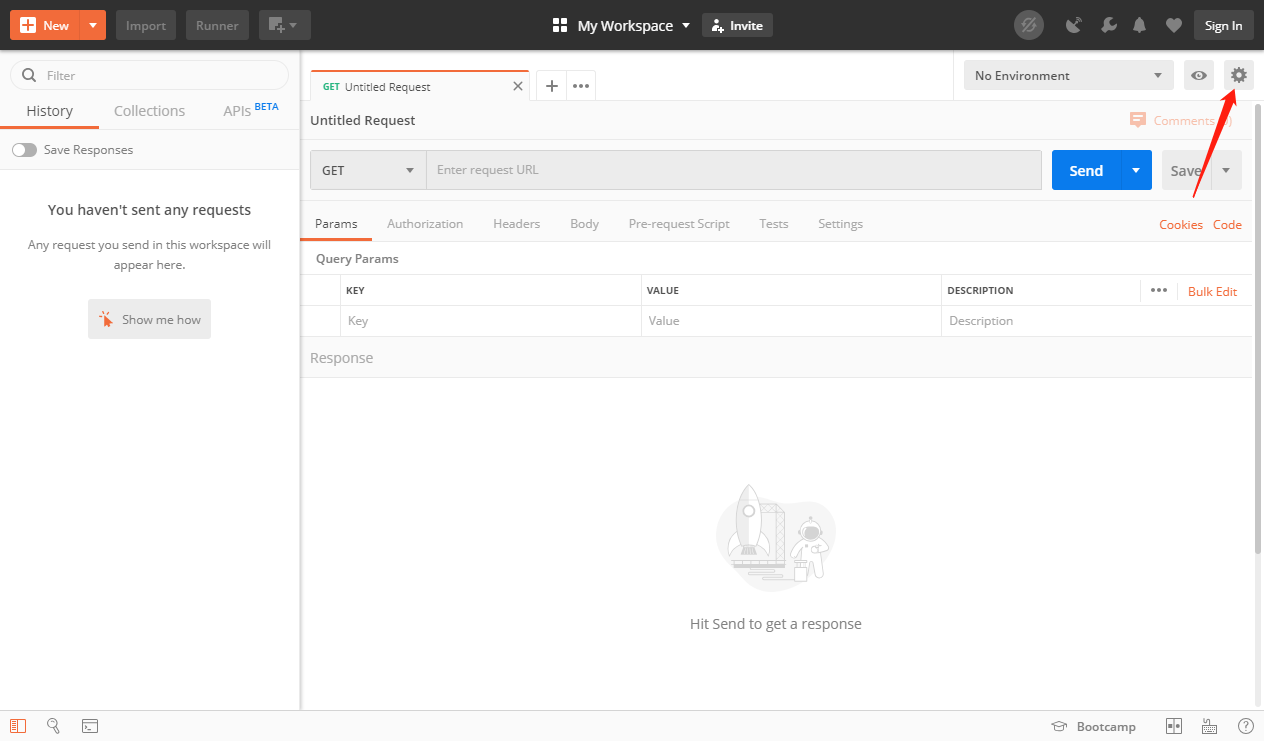 New
Import
Runner
My Workspace
Invite
Sign In
Filter
History
Collections
APIs BETA
Save Responses
You haven't sent any requests
Any request you send in this workspace will
appear here.
Show me how
GET Untitled Request
No Environment
Untitled Request
Comments
GET
Enter request URL
Send
Save
Params
Authorization
Headers
Body
Pre-request Script
Tests
Settings
Cookies
Code
Query Params
KEY
VALUE
DESCRIPTION
Bulk Edit
Key
Value
Description
Response
Hit Send to get a response
Bootcamp